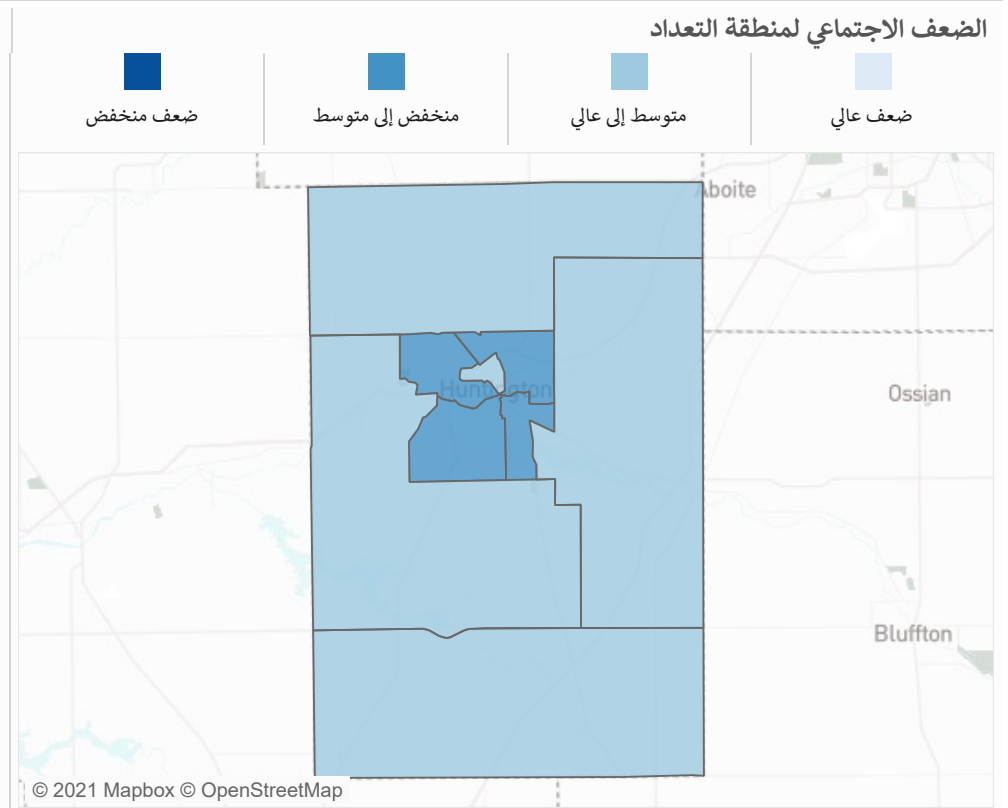 الضعف الاجتماعي لمنطقة التعداد
ضعف عالي
متوسط إلى عالي
منخفض إلى متوسط
ضعف منخفض
Aboite
Huntington
Ossian
Bluffton
© 2021 Mapbox © OpenStreetMap